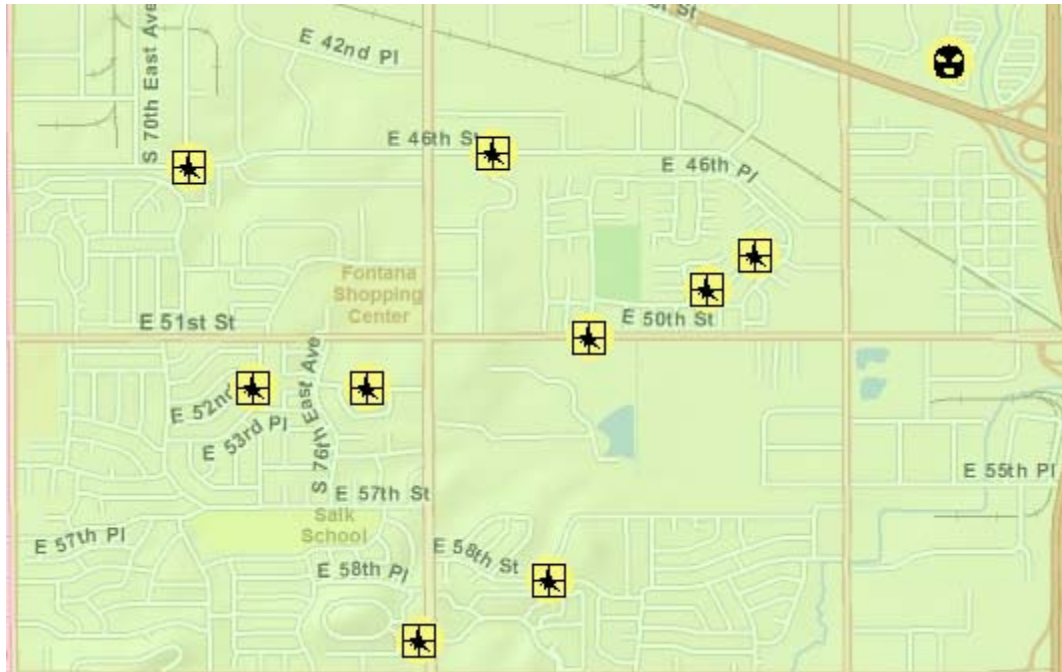 St
E 42nd Pl
S 70th East Ave
E 46th St
E 46th Pl
Fontana
Shopping
Center
E 51st St
E 50th St
E 52nd
E 53rd Pl
S 76th East Ave
E 57th St
Salk
School
E 55th Pl
E 57th Pl
E 58th Pl
E 58th St